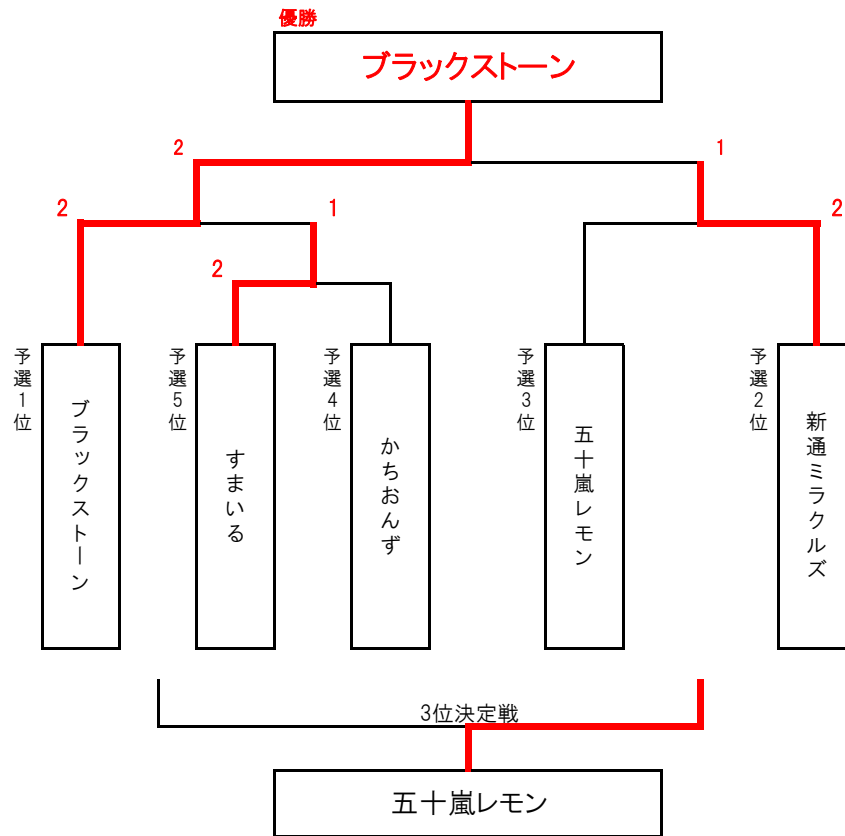 優勝
ブラックストーン
2
1
2
1
2
2
予選1位
ブラックストーン
予選5位
すまいる
予選4位
かちおんず
予選3位
五十嵐レモン
予選2位
新通ミラクルズ
3位決定戦
五十嵐レモン